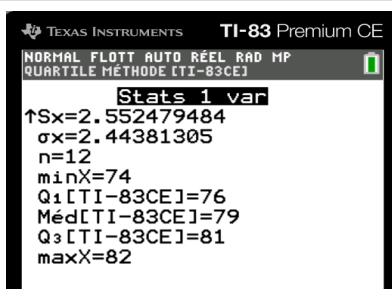 TEXAS INSTRUMENTS TI-83 Premium CE
NORMAL FLOTT AUTO RÉEL RAD MP
QUARTILE MÉTHODE [TI-83CE]
Stats 1 var
↑Sx=2.552479484
σx=2.44381305
n=12
minX=74
Q₁[TI-83CE]=76
Méd[TI-83CE]=79
Q₃[TI-83CE]=81
maxX=82